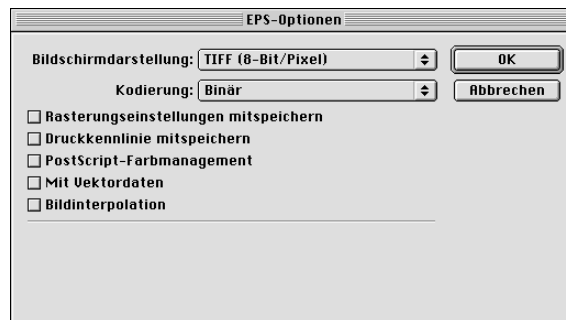 EPS-Optionen
Bildschirmdarstellung: TIFF (8-Bit/Pixel)
OK
Kodierung: Binär
Abbrechen
Rasterungseinstellungen mitspeichern
Druckkennlinie mitspeichern
PostScript-Farbmanagement
Mit Vektordaten
Bildinterpolation